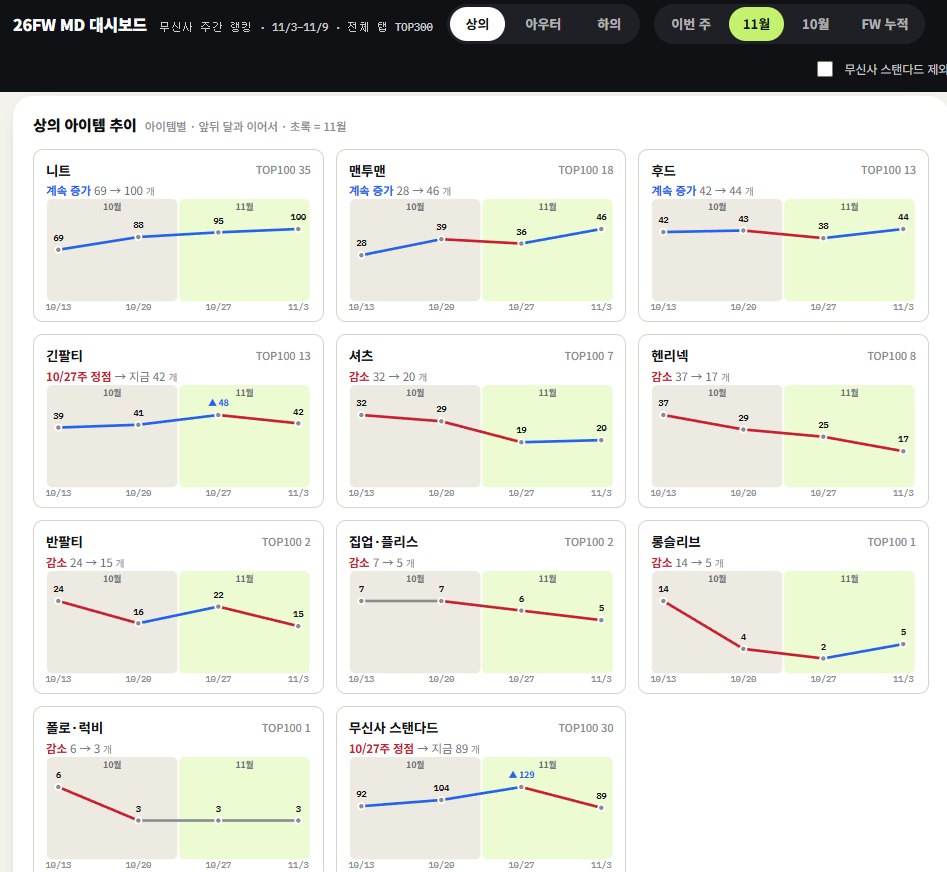 26FW MD 대시보드 무신사 주간 랭킹 · 11/3–11/9 · 전체 탭 TOP300 상의 아우터 하의 이번 주 11월 10월 FW 누적
무신사 스탠다드 제외
상의 아이템 추이 아이템별 · 앞뒤 달과 이어서 · 초록 = 11월
니트 TOP100 35
계속 증가 69 → 100 개
10월 11월
69 88 95 100
10/13 10/20 10/27 11/3
맨투맨 TOP100 18
계속 증가 28 → 46 개
10월 11월
28 39 36 46
10/13 10/20 10/27 11/3
후드 TOP100 13
계속 증가 42 → 44 개
10월 11월
42 43 38 44
10/13 10/20 10/27 11/3
긴팔티 TOP100 13
10/27주 정점 → 지금 42 개
10월 11월
39 41 ▲48 42
10/13 10/20 10/27 11/3
셔츠 TOP100 7
감소 32 → 20 개
10월 11월
32 29 19 20
10/13 10/20 10/27 11/3
헨리넥 TOP100 8
감소 37 → 17 개
10월 11월
37 29 25 17
10/13 10/20 10/27 11/3
반팔티 TOP100 2
감소 24 → 15 개
10월 11월
24 16 22 15
10/13 10/20 10/27 11/3
집업·플리스 TOP100 2
감소 7 → 5 개
10월 11월
7 7 6 5
10/13 10/20 10/27 11/3
롱슬리브 TOP100 1
감소 14 → 5 개
10월 11월
14 4 2 5
10/13 10/20 10/27 11/3
폴로·럭비 TOP100 1
감소 6 → 3 개
10월 11월
6 3 3 3
10/13 10/20 10/27 11/3
무신사 스탠다드 TOP100 30
10/27주 정점 → 지금 89 개
10월 11월
92 104 ▲129 89
10/13 10/20 10/27 11/3